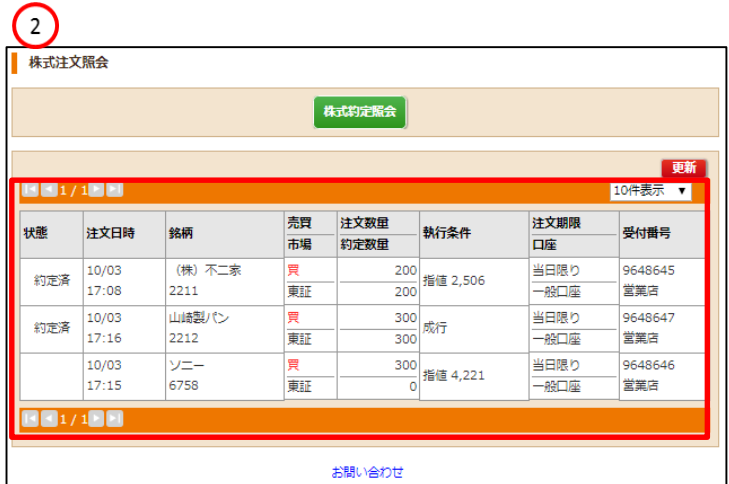 2
株式注文照会
株式約定照会
更新
1 / 1
10件表示 ▼
状態 注文日時 銘柄 売買 市場 注文数量 約定数量 執行条件 注文期限 口座 受付番号
約定済 10/03 (株) 不二家 買 200 指値 2,506 当日限り 9648645
17:08 2211 東証 200 一般口座 営業店
約定済 10/03 山崎製パン 買 300 成行 当日限り 9648647
17:16 2212 東証 300 一般口座 営業店
10/03 ソニー 買 300 指値 4,221 当日限り 9648646
17:15 6758 東証 0 一般口座 営業店
1 / 1
お問い合わせ